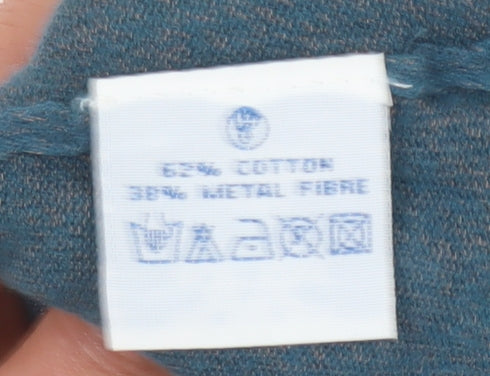 62% COTTON
38% METAL FIBRE